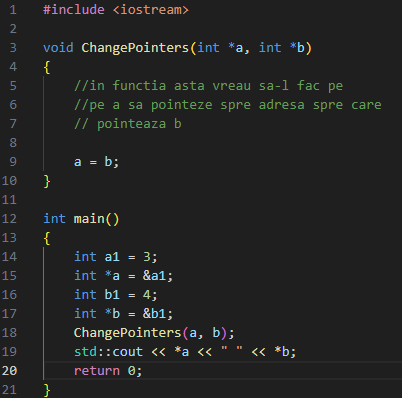 1 #include <iostream>
2
3 void ChangePointers(int *a, int *b)
4 {
5     //in functia asta vreau sa-l fac pe
6     //pe a sa pointeze spre adresa spre care
7     // pointeaza b
8
9     a = b;
10 }
11
12 int main()
13 {
14     int a1 = 3;
15     int *a = &a1;
16     int b1 = 4;
17     int *b = &b1;
18     ChangePointers(a, b);
19     std::cout << *a << " " << *b;
20     return 0;
21 }